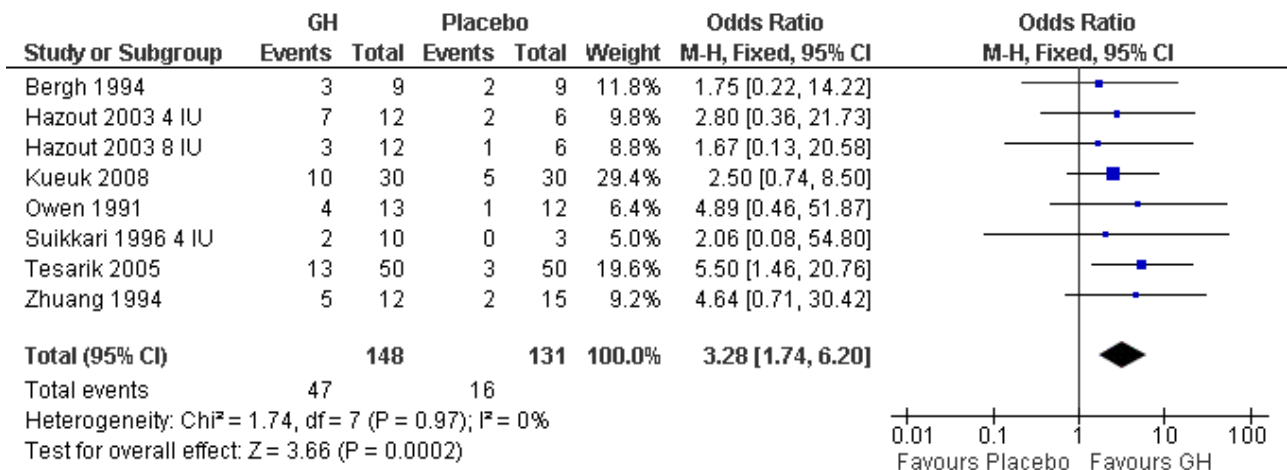 GH Placebo Odds Ratio Odds Ratio
Study or Subgroup Events Total Events Total Weight M-H, Fixed, 95% CI M-H, Fixed, 95% CI
Bergh 1994 3 9 2 9 11.8% 1.75 [0.22, 14.22]
Hazout 2003 4 IU 7 12 2 6 9.8% 2.80 [0.36, 21.73]
Hazout 2003 8 IU 3 12 1 6 8.8% 1.67 [0.13, 20.58]
Kueuk 2008 10 30 5 30 29.4% 2.50 [0.74, 8.50]
Owen 1991 4 13 1 12 6.4% 4.89 [0.46, 51.87]
Suikkari 1996 4 IU 2 10 0 3 5.0% 2.06 [0.08, 54.80]
Tesarik 2005 13 50 3 50 19.6% 5.50 [1.46, 20.76]
Zhuang 1994 5 12 2 15 9.2% 4.64 [0.71, 30.42]
Total (95% CI) 148 131 100.0% 3.28 [1.74, 6.20]
Total events 47 16
Heterogeneity: Chi² = 1.74, df = 7 (P = 0.97); I² = 0%
Test for overall effect: Z = 3.66 (P = 0.0002)
0.01 0.1 1 10 100
Favours Placebo Favours GH